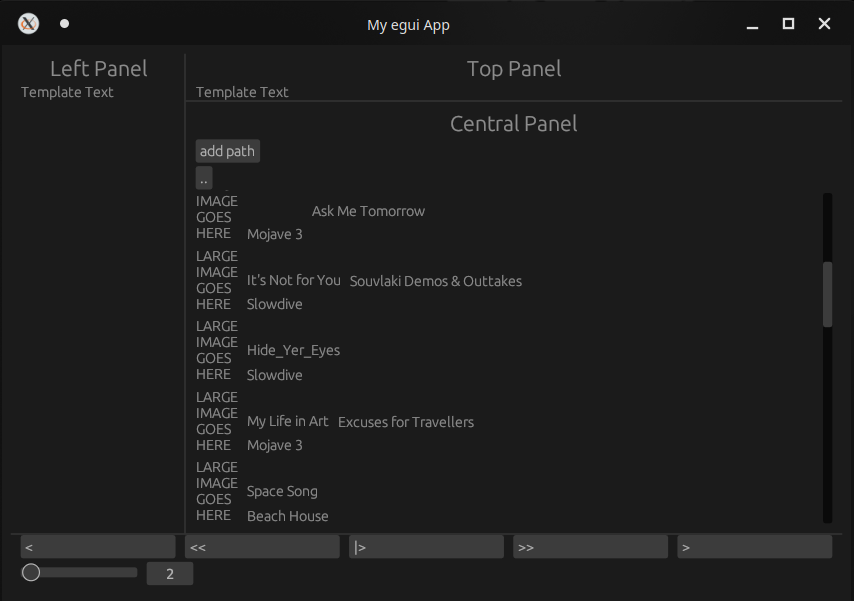 My egui App
Left Panel
Template Text
Top Panel
Template Text
Central Panel
add path
..
IMAGE
GOES
HERE
Ask Me Tomorrow
Mojave 3
LARGE
IMAGE
GOES
HERE
It's Not for You Souvlaki Demos & Outtakes
Slowdive
LARGE
IMAGE
GOES
HERE
Hide_Yer_Eyes
Slowdive
LARGE
IMAGE
GOES
HERE
My Life in Art Excuses for Travellers
Mojave 3
LARGE
IMAGE
GOES
HERE
Space Song
Beach House
< << |> >> >
2